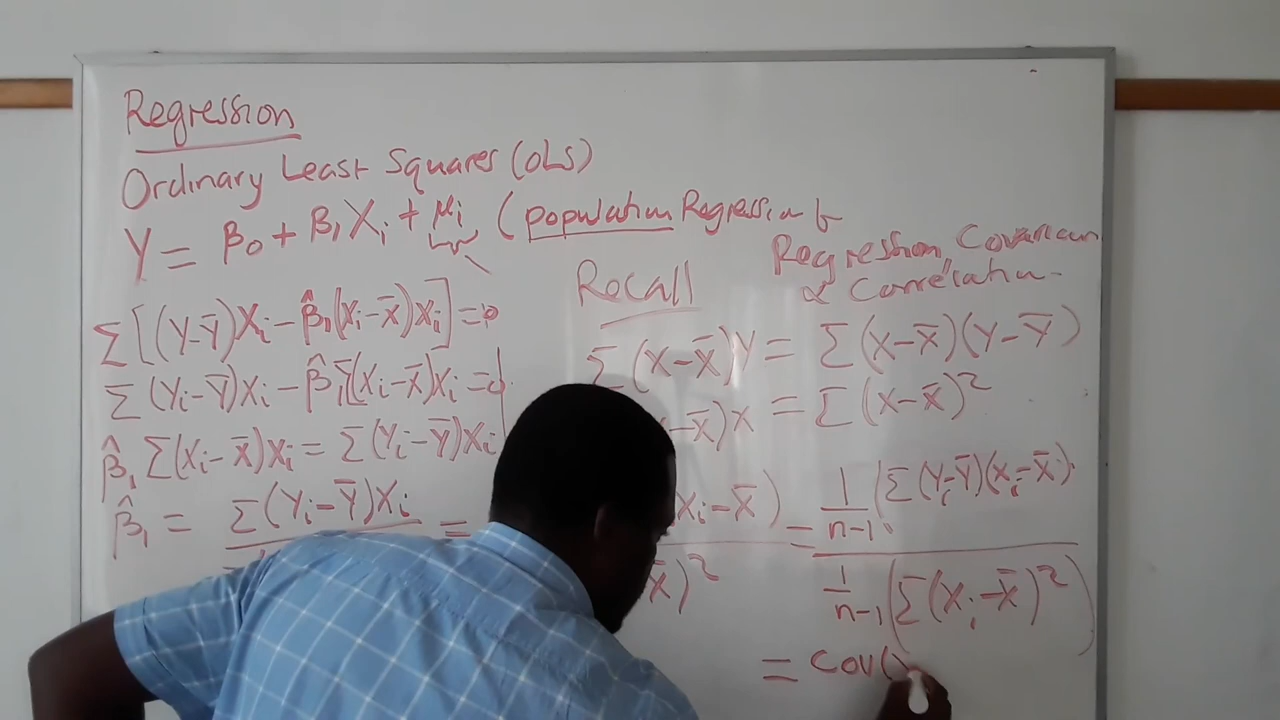 Regression
Ordinary Least Squares (OLS)
Y = β₀ + β₁Xᵢ + μᵢ (population Regression f
Regression, Covarian
& Correlation
Recall
Σ[(Y-Ȳ)Xᵢ - β̂₁(Xᵢ-X̄)Xᵢ] = 0
Σ(Yᵢ-Ȳ)Xᵢ - β̂₁Σ(Xᵢ-X̄)Xᵢ = 0
β̂₁ Σ(Xᵢ-X̄)Xᵢ = Σ(Yᵢ-Ȳ)Xᵢ
β̂₁ = Σ(Yᵢ-Ȳ)Xᵢ =
Σ(X-X̄)Y = Σ(X-X̄)(Y-Ȳ)
-X̄)X = Σ(X-X̄)²
Xᵢ-X̄) = 1/n-1 (Σ(Yᵢ-Ȳ)(Xᵢ-X̄))
X̄)² 1/n-1 (Σ(Xᵢ-X̄)²)
= Cov(